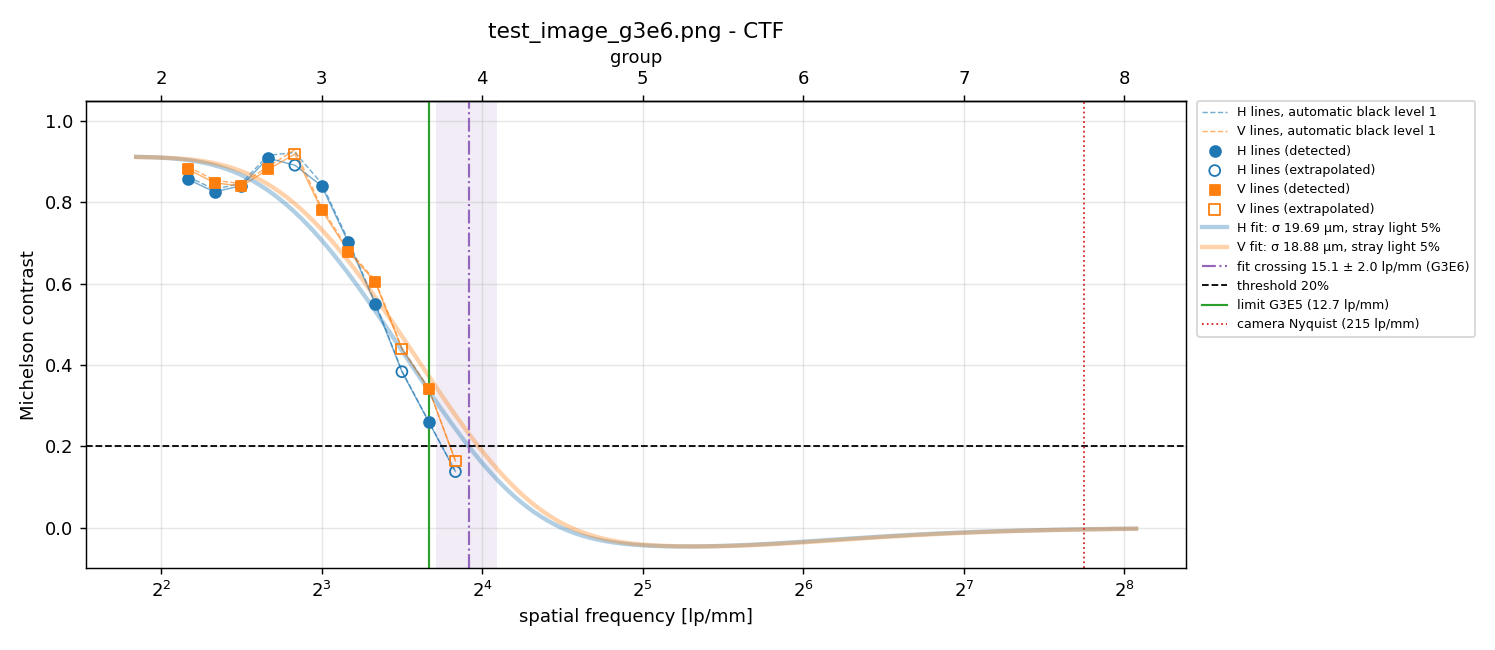 test_image_g3e6.png - CTF
group
2 3 4 5 6 7 8
H lines, automatic black level 1
V lines, automatic black level 1
H lines (detected)
H lines (extrapolated)
V lines (detected)
V lines (extrapolated)
H fit: σ 19.69 μm, stray light 5%
V fit: σ 18.88 μm, stray light 5%
fit crossing 15.1 ± 2.0 lp/mm (G3E6)
threshold 20%
limit G3E5 (12.7 lp/mm)
camera Nyquist (215 lp/mm)
Michelson contrast
1.0
0.8
0.6
0.4
0.2
0.0
2² 2³ 2⁴ 2⁵ 2⁶ 2⁷ 2⁸
spatial frequency [lp/mm]